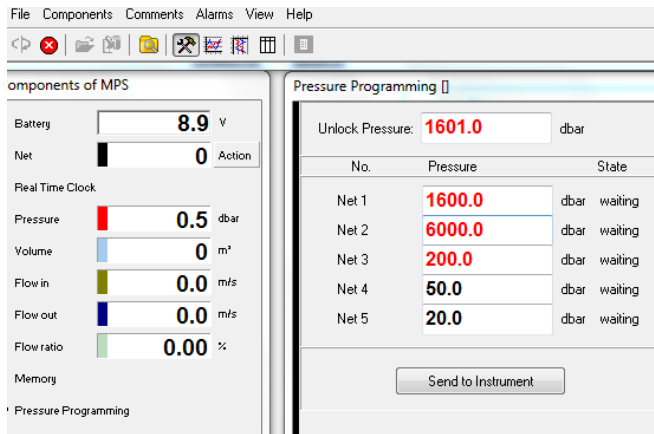 File Components Comments Alarms View Help
omponents of MPS
Battery 8.9 V
Net 0 Action
Real Time Clock
Pressure 0.5 dbar
Volume 0 m³
Flow in 0.0 m/s
Flow out 0.0 m/s
Flow ratio 0.00 %
Memory
Pressure Programming
Pressure Programming []
Unlock Pressure: 1601.0 dbar
No. Pressure State
Net 1 1600.0 dbar waiting
Net 2 6000.0 dbar waiting
Net 3 200.0 dbar waiting
Net 4 50.0 dbar waiting
Net 5 20.0 dbar waiting
Send to Instrument